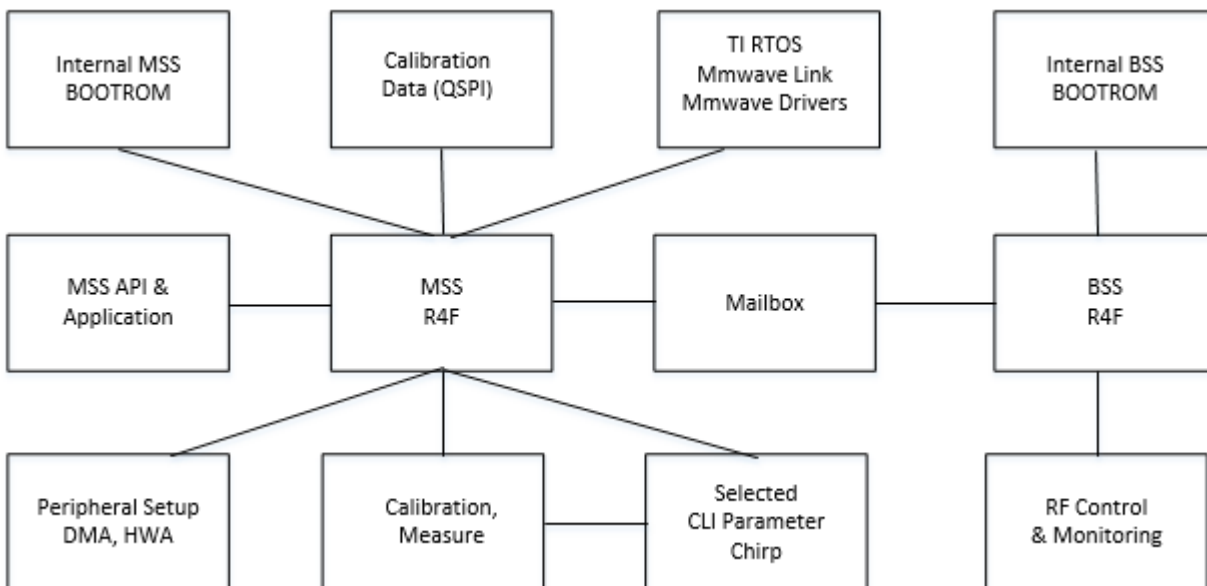 Internal MSS
BOOTROM
Calibration
Data (QSPI)
TI RTOS
Mmwave Link
Mmwave Drivers
Internal BSS
BOOTROM
MSS API &
Application
MSS
R4F
Mailbox
BSS
R4F
Peripheral Setup
DMA, HWA
Calibration,
Measure
Selected
CLI Parameter
Chirp
RF Control
& Monitoring